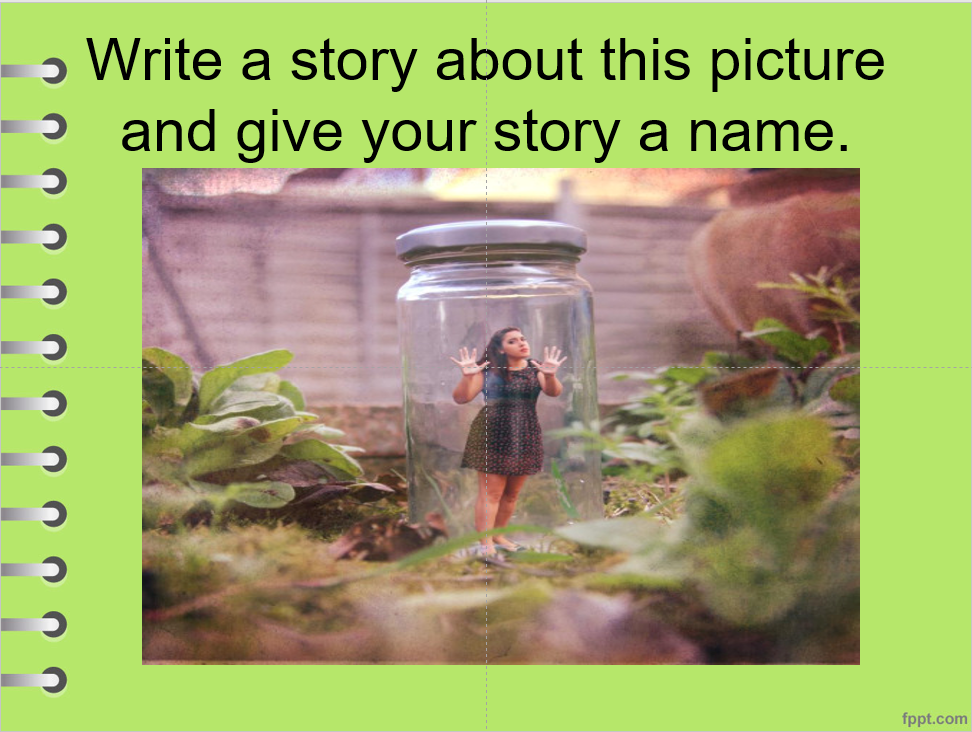 Write a story about this picture
and give your story a name.
fppt.com